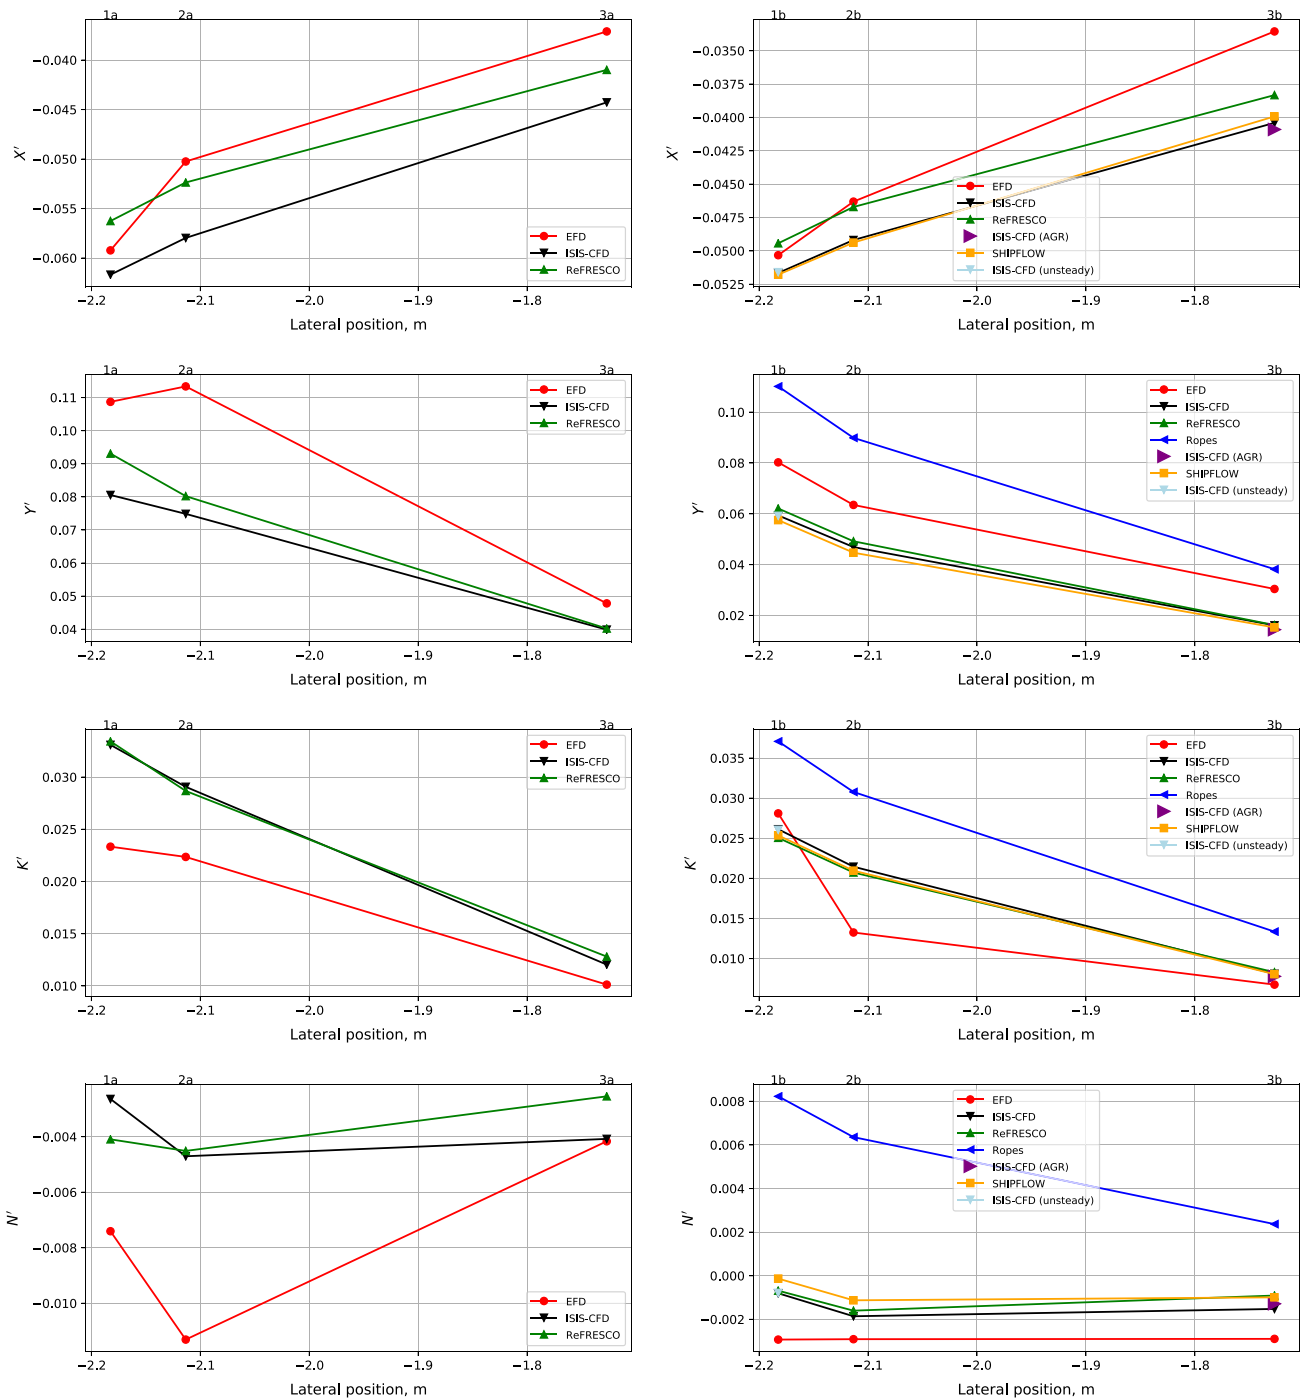 1a 2a 3a
−0.040
−0.045
−0.050
−0.055
−0.060
X′
EFD
ISIS-CFD
ReFRESCO
−2.2 −2.1 −2.0 −1.9 −1.8
Lateral position, m
1b 2b 3b
−0.0350
−0.0375
−0.0400
−0.0425
−0.0450
−0.0475
−0.0500
−0.0525
X′
EFD
ISIS-CFD
ReFRESCO
ISIS-CFD (AGR)
SHIPFLOW
ISIS-CFD (unsteady)
−2.2 −2.1 −2.0 −1.9 −1.8
Lateral position, m
1a 2a 3a
0.11
0.10
0.09
0.08
0.07
0.06
0.05
0.04
Y′
EFD
ISIS-CFD
ReFRESCO
−2.2 −2.1 −2.0 −1.9 −1.8
Lateral position, m
1b 2b 3b
0.10
0.08
0.06
0.04
0.02
Y′
EFD
ISIS-CFD
ReFRESCO
Ropes
ISIS-CFD (AGR)
SHIPFLOW
ISIS-CFD (unsteady)
−2.2 −2.1 −2.0 −1.9 −1.8
Lateral position, m
1a 2a 3a
0.030
0.025
0.020
0.015
0.010
K′
EFD
ISIS-CFD
ReFRESCO
−2.2 −2.1 −2.0 −1.9 −1.8
Lateral position, m
1b 2b 3b
0.035
0.030
0.025
0.020
0.015
0.010
K′
EFD
ISIS-CFD
ReFRESCO
Ropes
ISIS-CFD (AGR)
SHIPFLOW
ISIS-CFD (unsteady)
−2.2 −2.1 −2.0 −1.9 −1.8
Lateral position, m
1a 2a 3a
−0.004
−0.006
−0.008
−0.010
N′
EFD
ISIS-CFD
ReFRESCO
−2.2 −2.1 −2.0 −1.9 −1.8
Lateral position, m
1b 2b 3b
0.008
0.006
0.004
0.002
0.000
−0.002
N′
EFD
ISIS-CFD
ReFRESCO
Ropes
ISIS-CFD (AGR)
SHIPFLOW
ISIS-CFD (unsteady)
−2.2 −2.1 −2.0 −1.9 −1.8
Lateral position, m